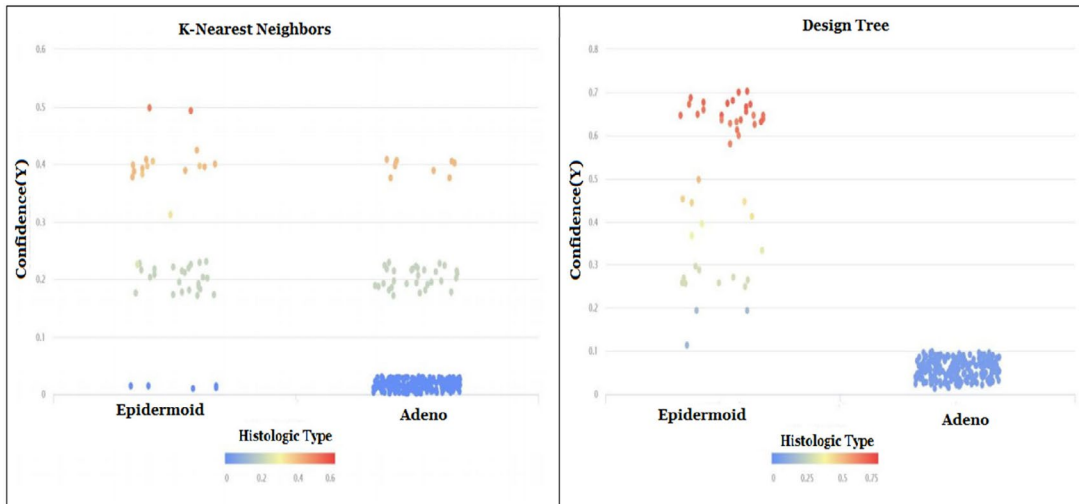 K-Nearest Neighbors
0.6
0.5
0.4
0.3
0.2
0.1
0
Confidence(Y)
Epidermoid
Adeno
Histologic Type
0 0.2 0.4 0.6
Design Tree
0.8
0.7
0.6
0.5
0.4
0.3
0.2
0.1
0
Confidence(Y)
Epidermoid
Adeno
Histologic Type
0 0.25 0.5 0.75